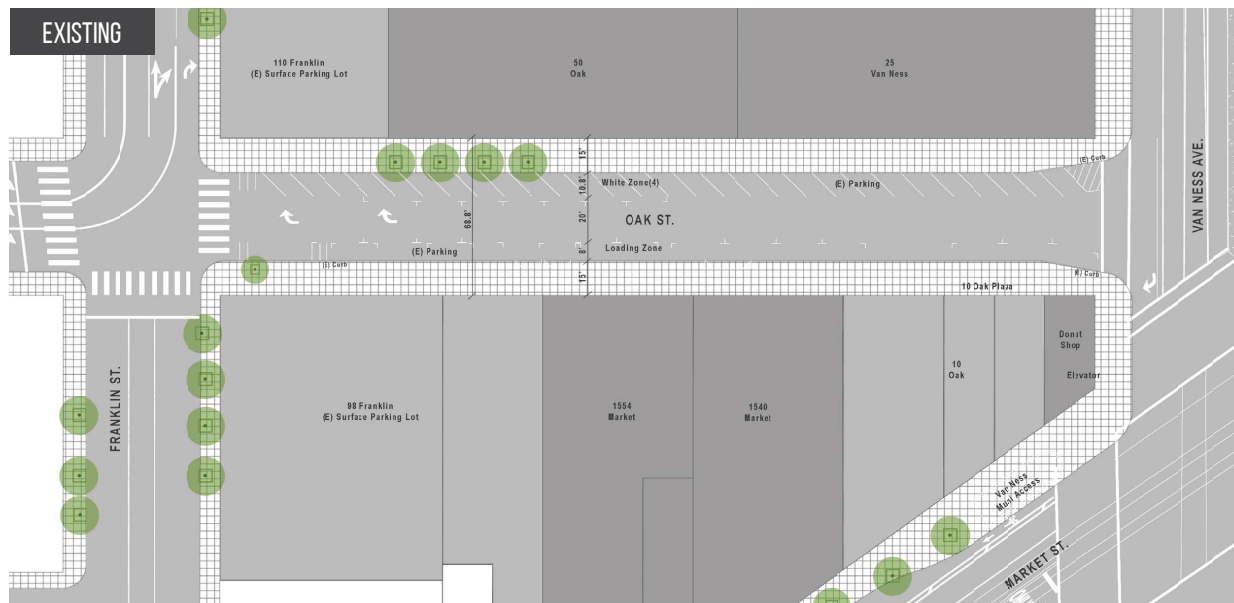 EXISTING
110 Franklin
(E) Surface Parking Lot
50
Oak
25
Van Ness
VAN NESS AVE.
15'
(E) Curb
10.8'
White Zone(4)
(E) Parking
68.8'
20'
OAK ST.
(E) Parking
8'
Loading Zone
(E) Curb
(E) Curb
15'
10 Oak Plaza
FRANKLIN ST.
98 Franklin
(E) Surface Parking Lot
1554
Market
1540
Market
10
Oak
Donut
Shop
Elevator
Van Ness
Muni Access
MARKET ST.